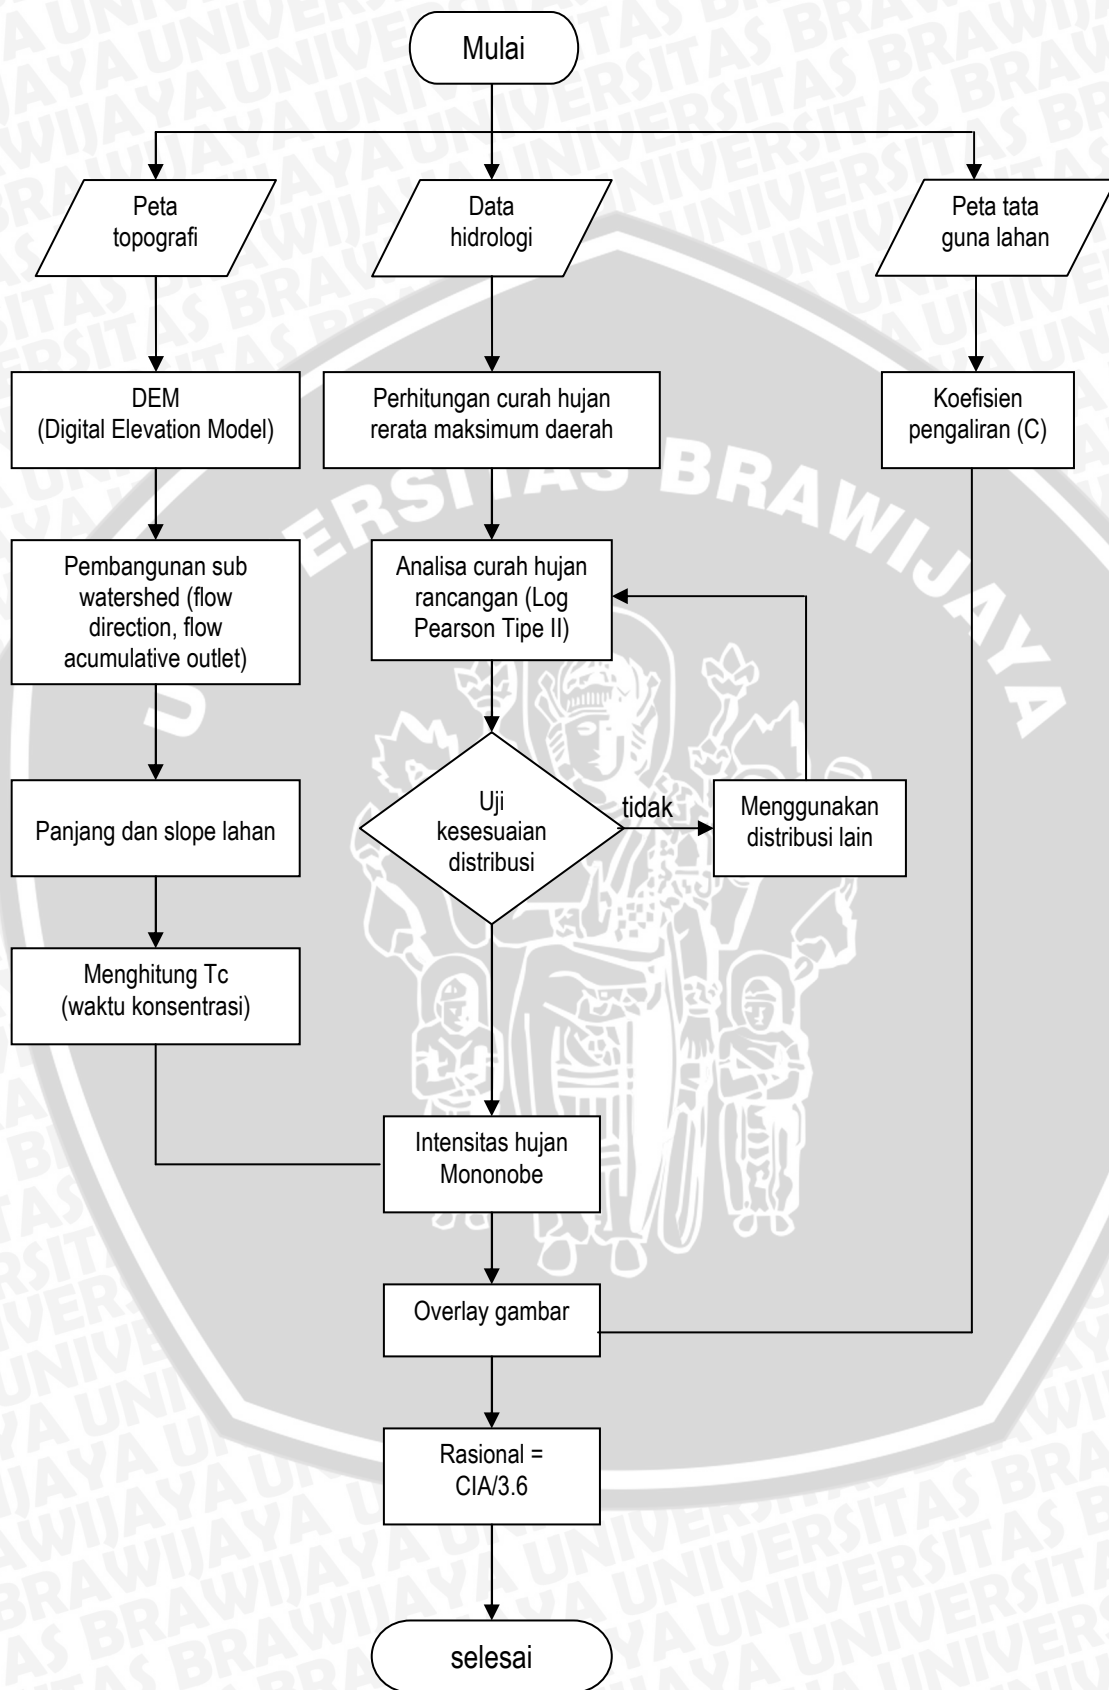 Mulai
Peta
topografi
Data
hidrologi
Peta tata
guna lahan
DEM
(Digital Elevation Model)
Perhitungan curah hujan
rerata maksimum daerah
Koefisien
pengaliran (C)
Pembangunan sub
watershed (flow
direction, flow
acumulative outlet)
Analisa curah hujan
rancangan (Log
Pearson Tipe II)
Panjang dan slope lahan
Uji
kesesuaian
distribusi
tidak
Menggunakan
distribusi lain
Menghitung Tc
(waktu konsentrasi)
Intensitas hujan
Mononobe
Overlay gambar
Rasional =
CIA/3.6
selesai
ERSITAS BRAWIJAYA